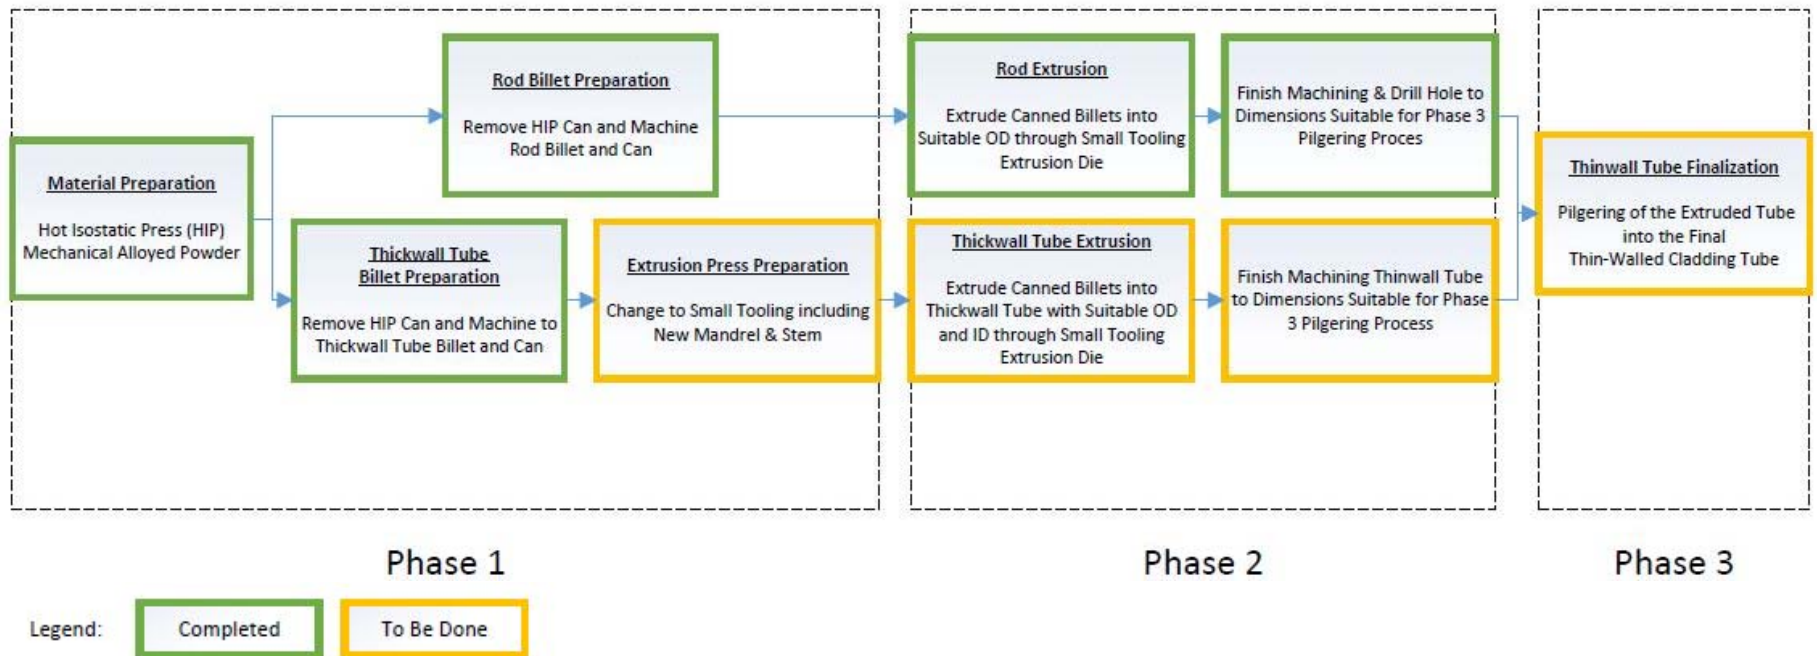 Rod Billet Preparation
Remove HIP Can and Machine
Rod Billet and Can
Rod Extrusion
Extrude Canned Billets into
Suitable OD through Small Tooling
Extrusion Die
Finish Machining & Drill Hole to
Dimensions Suitable for Phase 3
Pilgering Proces
Material Preparation
Hot Isostatic Press (HIP)
Mechanical Alloyed Powder
Thickwall Tube
Billet Preparation
Remove HIP Can and Machine to
Thickwall Tube Billet and Can
Extrusion Press Preparation
Change to Small Tooling including
New Mandrel & Stem
Thickwall Tube Extrusion
Extrude Canned Billets into
Thickwall Tube with Suitable OD
and ID through Small Tooling
Extrusion Die
Finish Machining Thinwall Tube
to Dimensions Suitable for Phase
3 Pilgering Process
Thinwall Tube Finalization
Pilgering of the Extruded Tube
into the Final
Thin-Walled Cladding Tube
Phase 1
Phase 2
Phase 3
Legend:
Completed
To Be Done